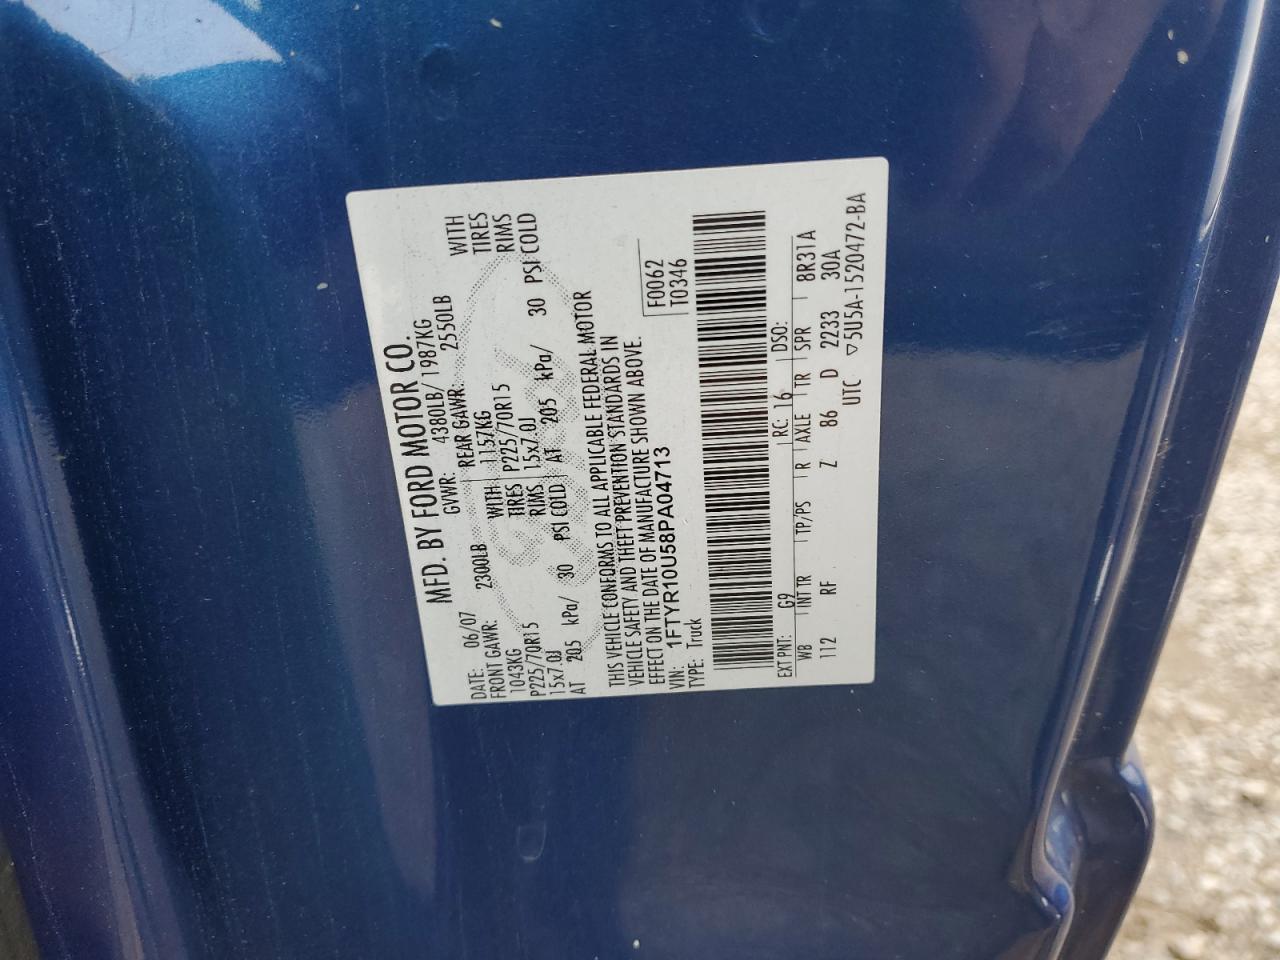 MFD. BY FORD MOTOR CO.
DATE: 06/07 GVWR: 4380LB/ 1987KG
FRONT GAWR: 2300LB REAR GAWR: 2550LB
1043KG WITH 1157KG WITH
P225/70R15 TIRES P225/70R15 TIRES
15x7.0J RIMS 15x7.0J RIMS
AT 205 kPa/ 30 PSI COLD AT 205 kPa/ 30 PSI COLD
THIS VEHICLE CONFORMS TO ALL APPLICABLE FEDERAL MOTOR
VEHICLE SAFETY AND THEFT PREVENTION STANDARDS IN
EFFECT ON THE DATE OF MANUFACTURE SHOWN ABOVE.
VIN: 1FTYR10U58PA04713 F0062
TYPE: Truck T0346
EXT PNT: G9 RC: 16 DSO:
WB INT TR TP/PS R AXLE TR SPR 8R31A
112 RF Z 86 D 2233 30A
UTC ▽5U5A-1520472-BA